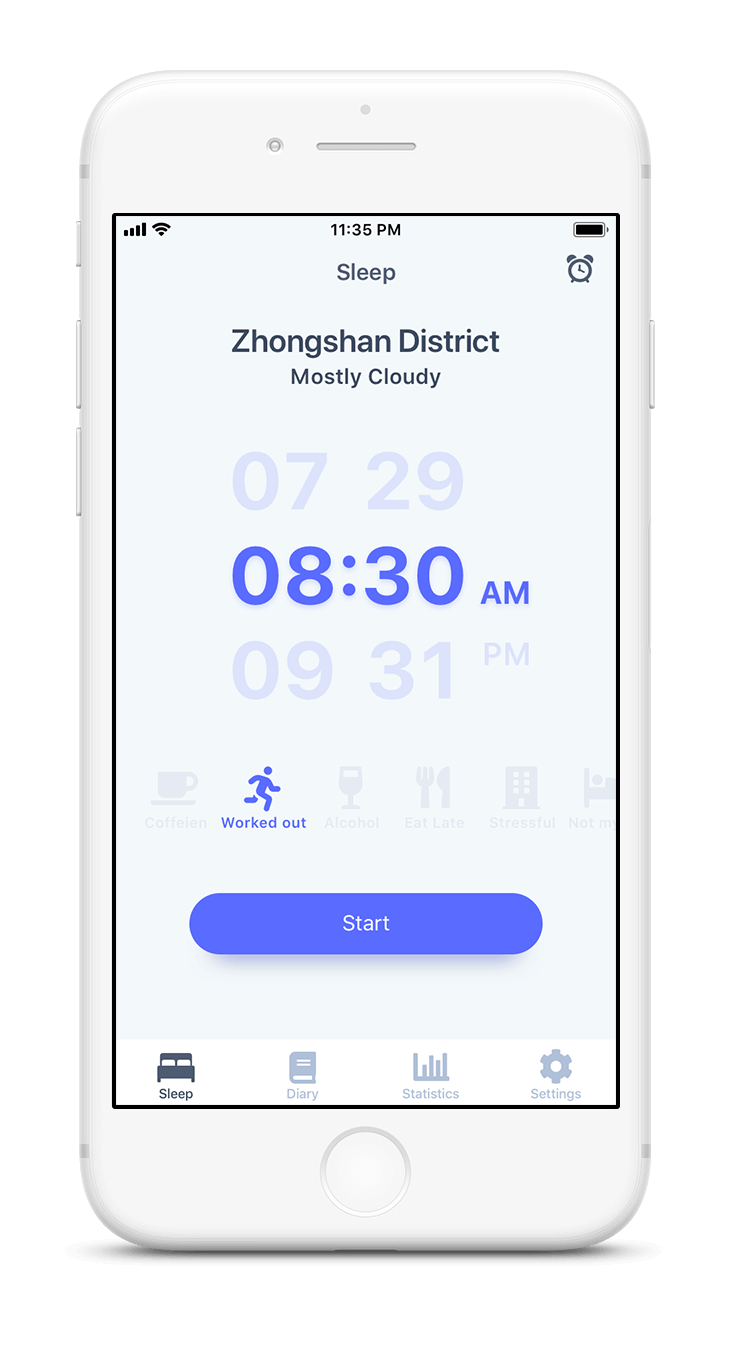 11:35 PM
Sleep
Zhongshan District
Mostly Cloudy
07 29
08:30 AM
09 31 PM
Coffeien Worked out Alcohol Eat Late Stressful Not my
Start
Sleep Diary Statistics Settings